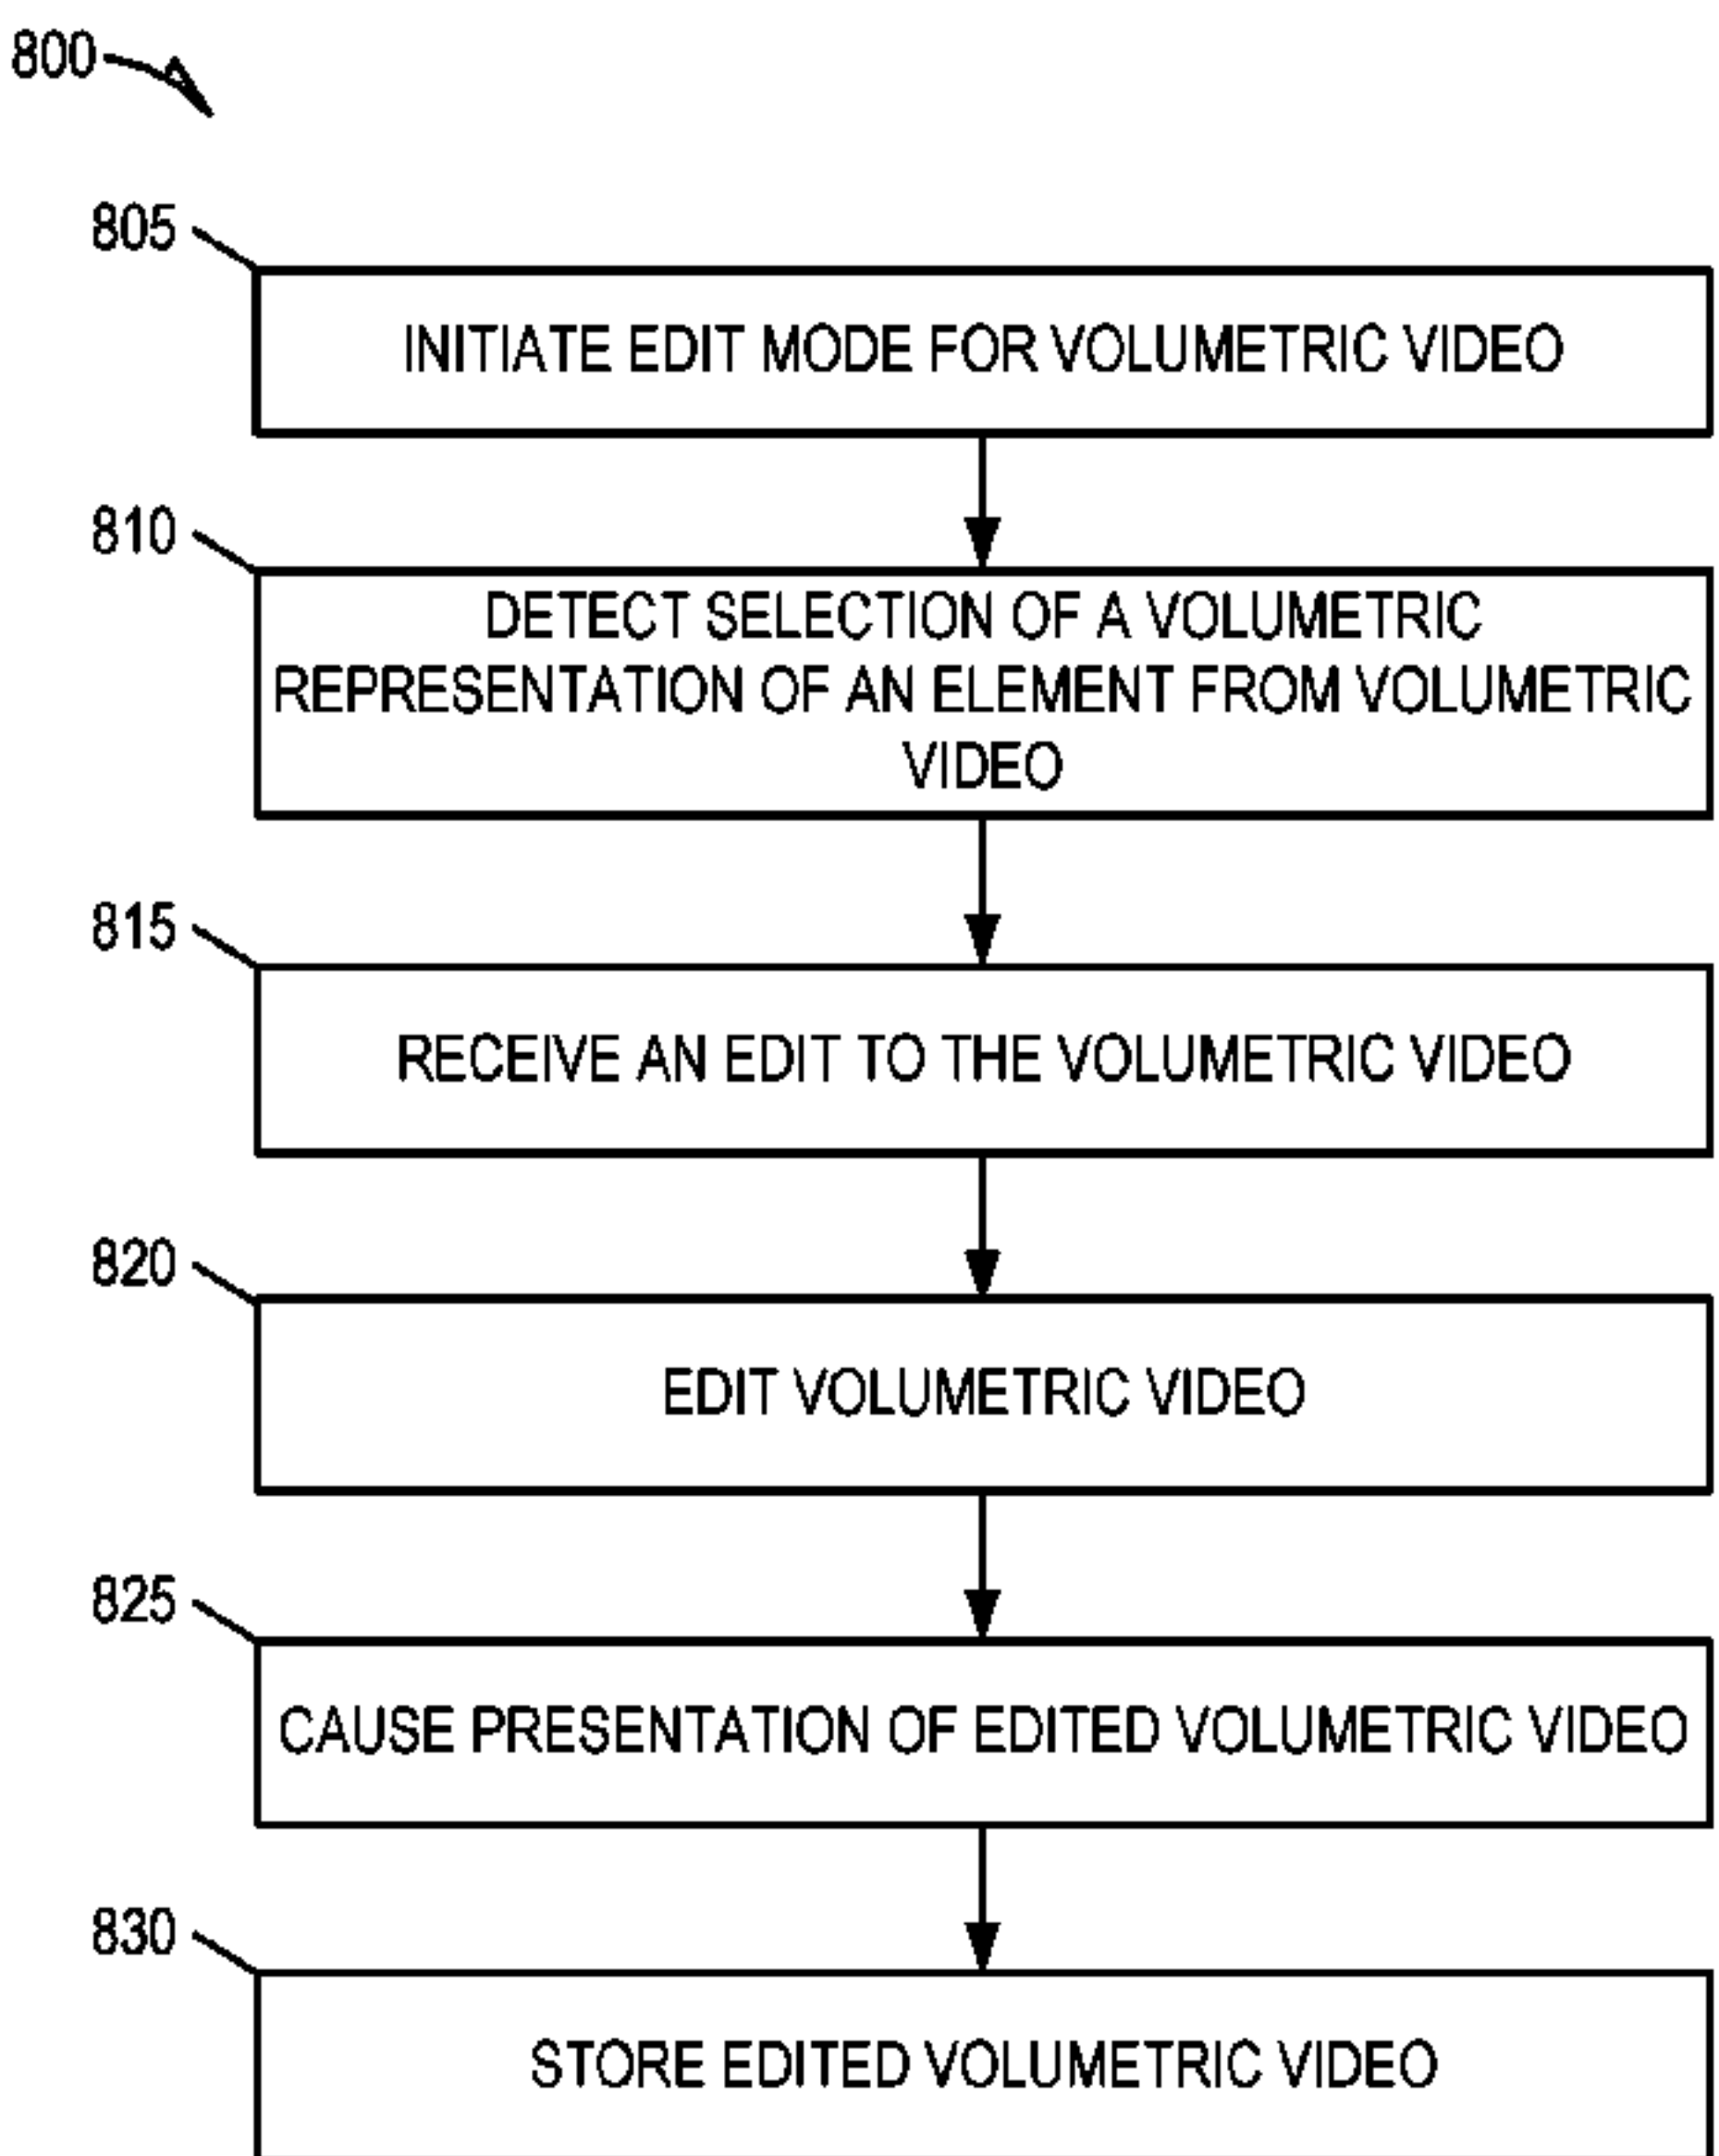 800
805
INITIATE EDIT MODE FOR VOLUMETRIC VIDEO
810
DETECT SELECTION OF A VOLUMETRIC
REPRESENTATION OF AN ELEMENT FROM VOLUMETRIC
VIDEO
815
RECEIVE AN EDIT TO THE VOLUMETRIC VIDEO
820
EDIT VOLUMETRIC VIDEO
825
CAUSE PRESENTATION OF EDITED VOLUMETRIC VIDEO
830
STORE EDITED VOLUMETRIC VIDEO